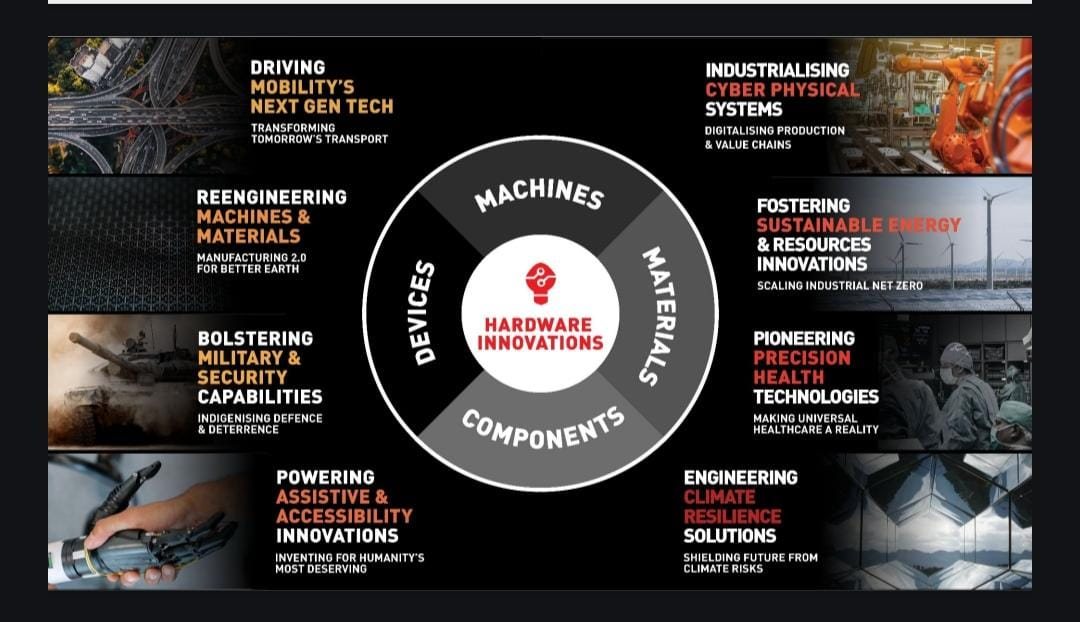 DRIVING
MOBILITY'S
NEXT GEN TECH
TRANSFORMING
TOMORROW'S TRANSPORT
REENGINEERING
MACHINES &
MATERIALS
MANUFACTURING 2.0
FOR BETTER EARTH
BOLSTERING
MILITARY &
SECURITY
CAPABILITIES
INDIGENISING DEFENCE
& DETERRENCE
POWERING
ASSISTIVE &
ACCESSIBILITY
INNOVATIONS
INVENTING FOR HUMANITY'S
MOST DESERVING
MACHINES
DEVICES
HARDWARE
INNOVATIONS
MATERIALS
COMPONENTS
INDUSTRIALISING
CYBER PHYSICAL
SYSTEMS
DIGITALISING PRODUCTION
& VALUE CHAINS
FOSTERING
SUSTAINABLE ENERGY
& RESOURCES
INNOVATIONS
SCALING INDUSTRIAL NET ZERO
PIONEERING
PRECISION
HEALTH
TECHNOLOGIES
MAKING UNIVERSAL
HEALTHCARE A REALITY
ENGINEERING
CLIMATE
RESILIENCE
SOLUTIONS
SHIELDING FUTURE FROM
CLIMATE RISKS